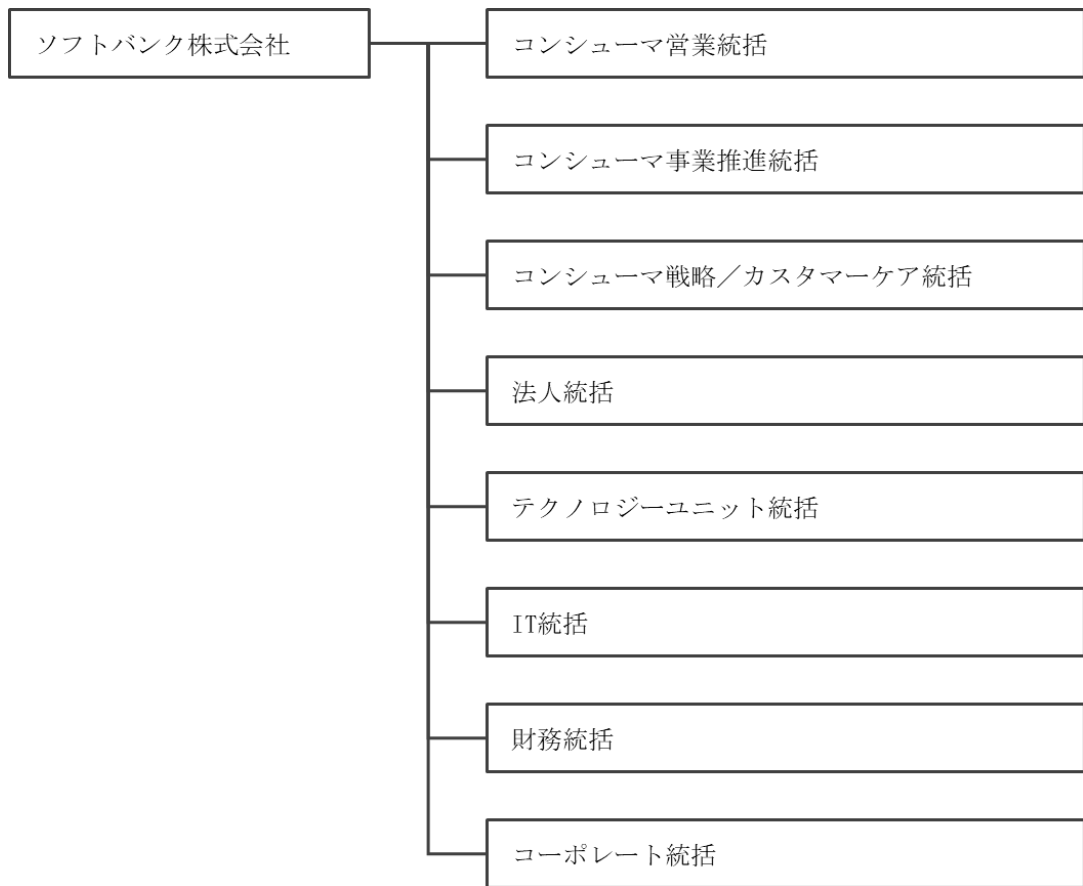 ソフトバンク株式会社
コンシューマ営業統括
コンシューマ事業推進統括
コンシューマ戦略／カスタマーケア統括
法人統括
テクノロジーユニット統括
IT統括
財務統括
コーポレート統括